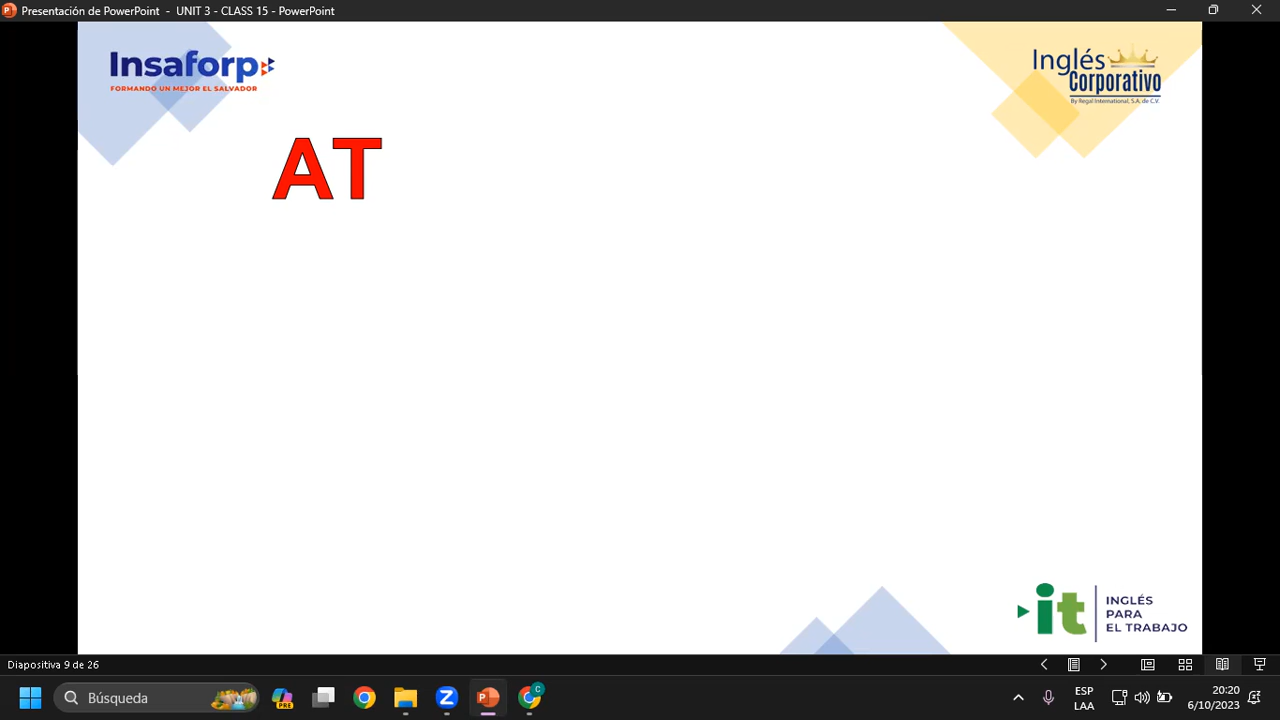 Presentación de PowerPoint - UNIT 3 - CLASS 15 - PowerPoint
Insaforp
FORMANDO UN MEJOR EL SALVADOR
Inglés
Corporativo
By Regal International, S.A. de C.V.
AT
it
INGLÉS
PARA
EL TRABAJO
Diapositiva 9 de 26
Búsqueda
PRE
C
ESP
LAA
20:20
6/10/2023